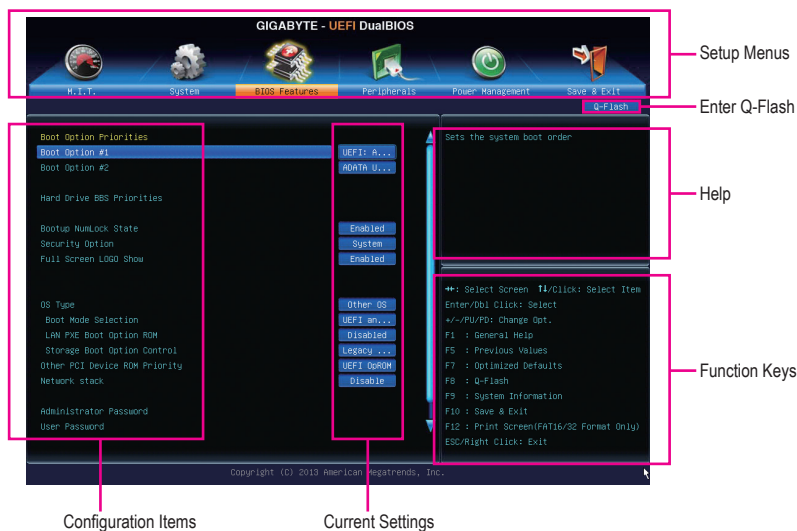 GIGABYTE - UEFI DualBIOS
Setup Menus
M.I.T. System BIOS Features Peripherals Power Management Save & Exit
Q-Flash
Enter Q-Flash
Boot Option Priorities
Boot Option #1 UEFI: A...
Boot Option #2 ADATA U...
Hard Drive BBS Priorities
Bootup NumLock State Enabled
Security Option System
Full Screen LOGO Show Enabled
OS Type Other OS
Boot Mode Selection UEFI an...
LAN PXE Boot Option ROM Disabled
Storage Boot Option Control Legacy ...
Other PCI Device ROM Priority UEFI OpROM
Network stack Disable
Administrator Password
User Password
Sets the system boot order
Help
→←: Select Screen ↑↓/Click: Select Item
Enter/Dbl Click: Select
+/-/PU/PD: Change Opt.
F1 : General Help
F5 : Previous Values
F7 : Optimized Defaults
F8 : Q-Flash
F9 : System Information
F10 : Save & Exit
F12 : Print Screen(FAT16/32 Format Only)
ESC/Right Click: Exit
Function Keys
Copyright (C) 2013 American Megatrends, Inc.
Configuration Items
Current Settings